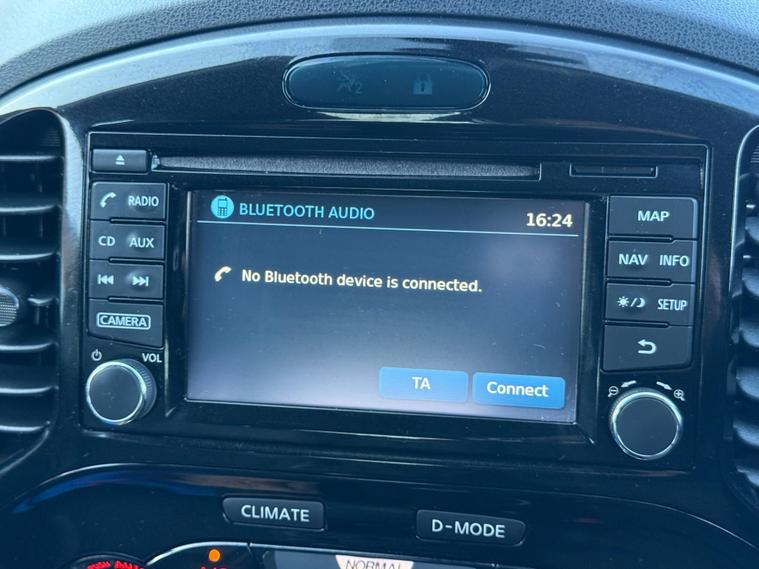 2
RADIO
CD AUX
CAMERA
VOL
BLUETOOTH AUDIO 16:24
No Bluetooth device is connected.
TA Connect
MAP
NAV INFO
SETUP
CLIMATE D-MODE
NORMAL